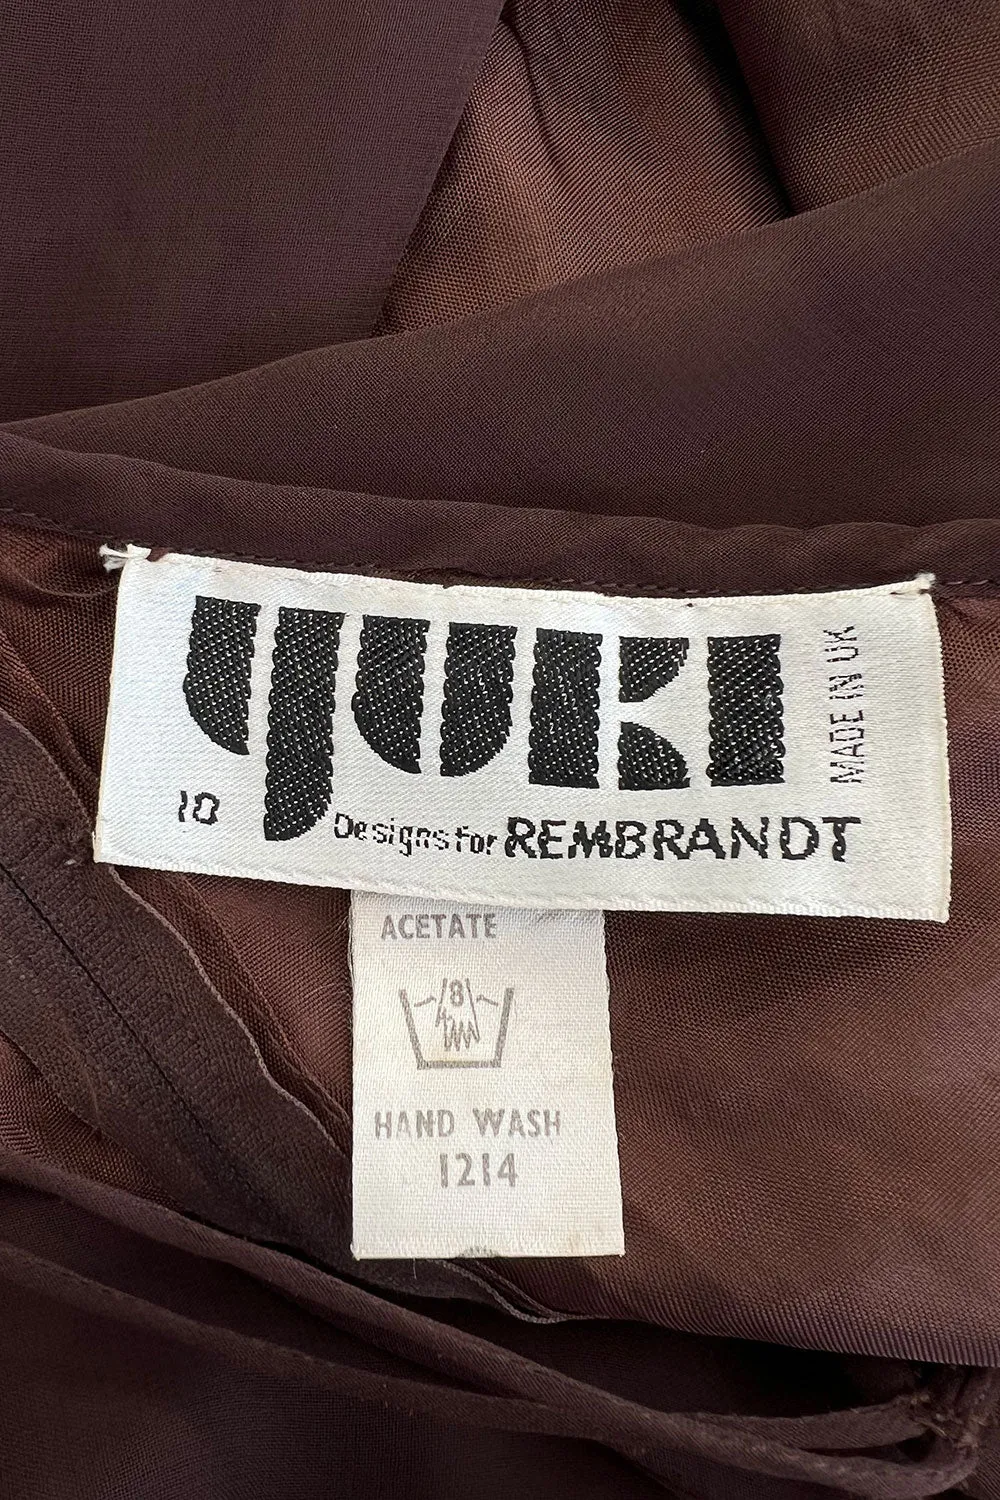 YUKI
MADE IN UK
10
Designs for REMBRANDT
ACETATE
8
HAND WASH
1214